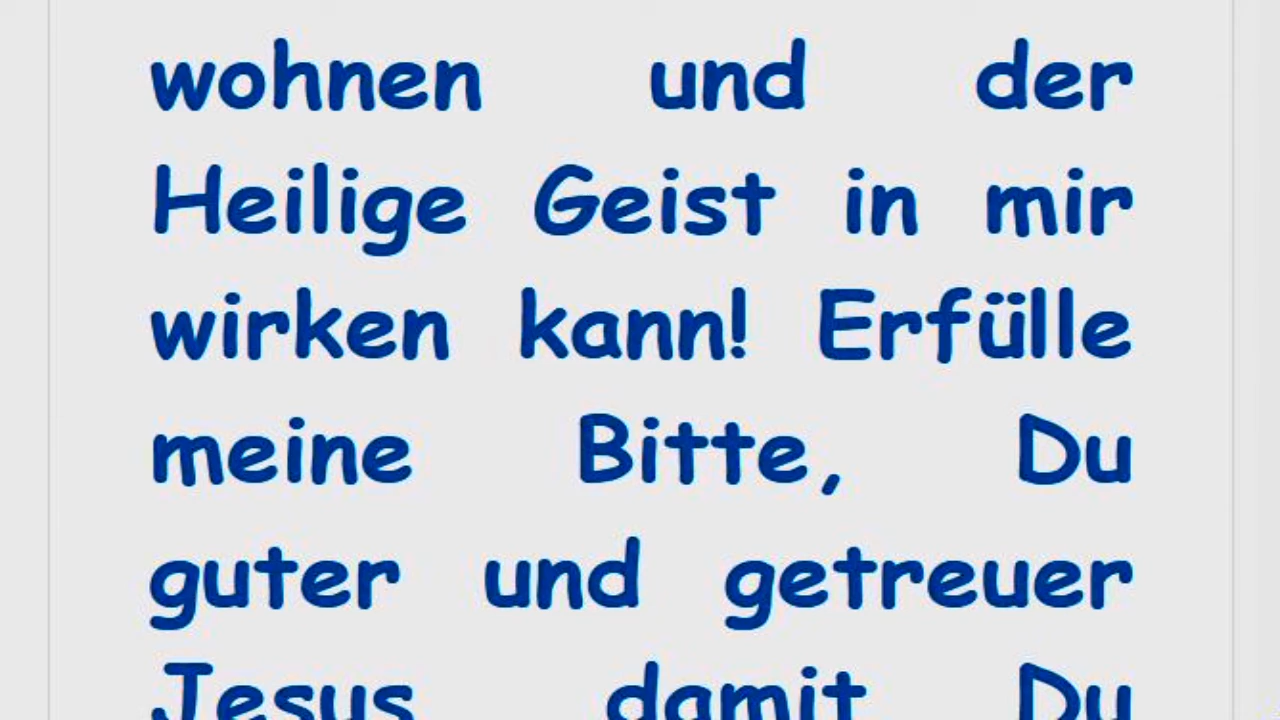 wohnen und der
Heilige Geist in mir
wirken kann! Erfülle
meine Bitte, Du
guter und getreuer
Jesus damit Du